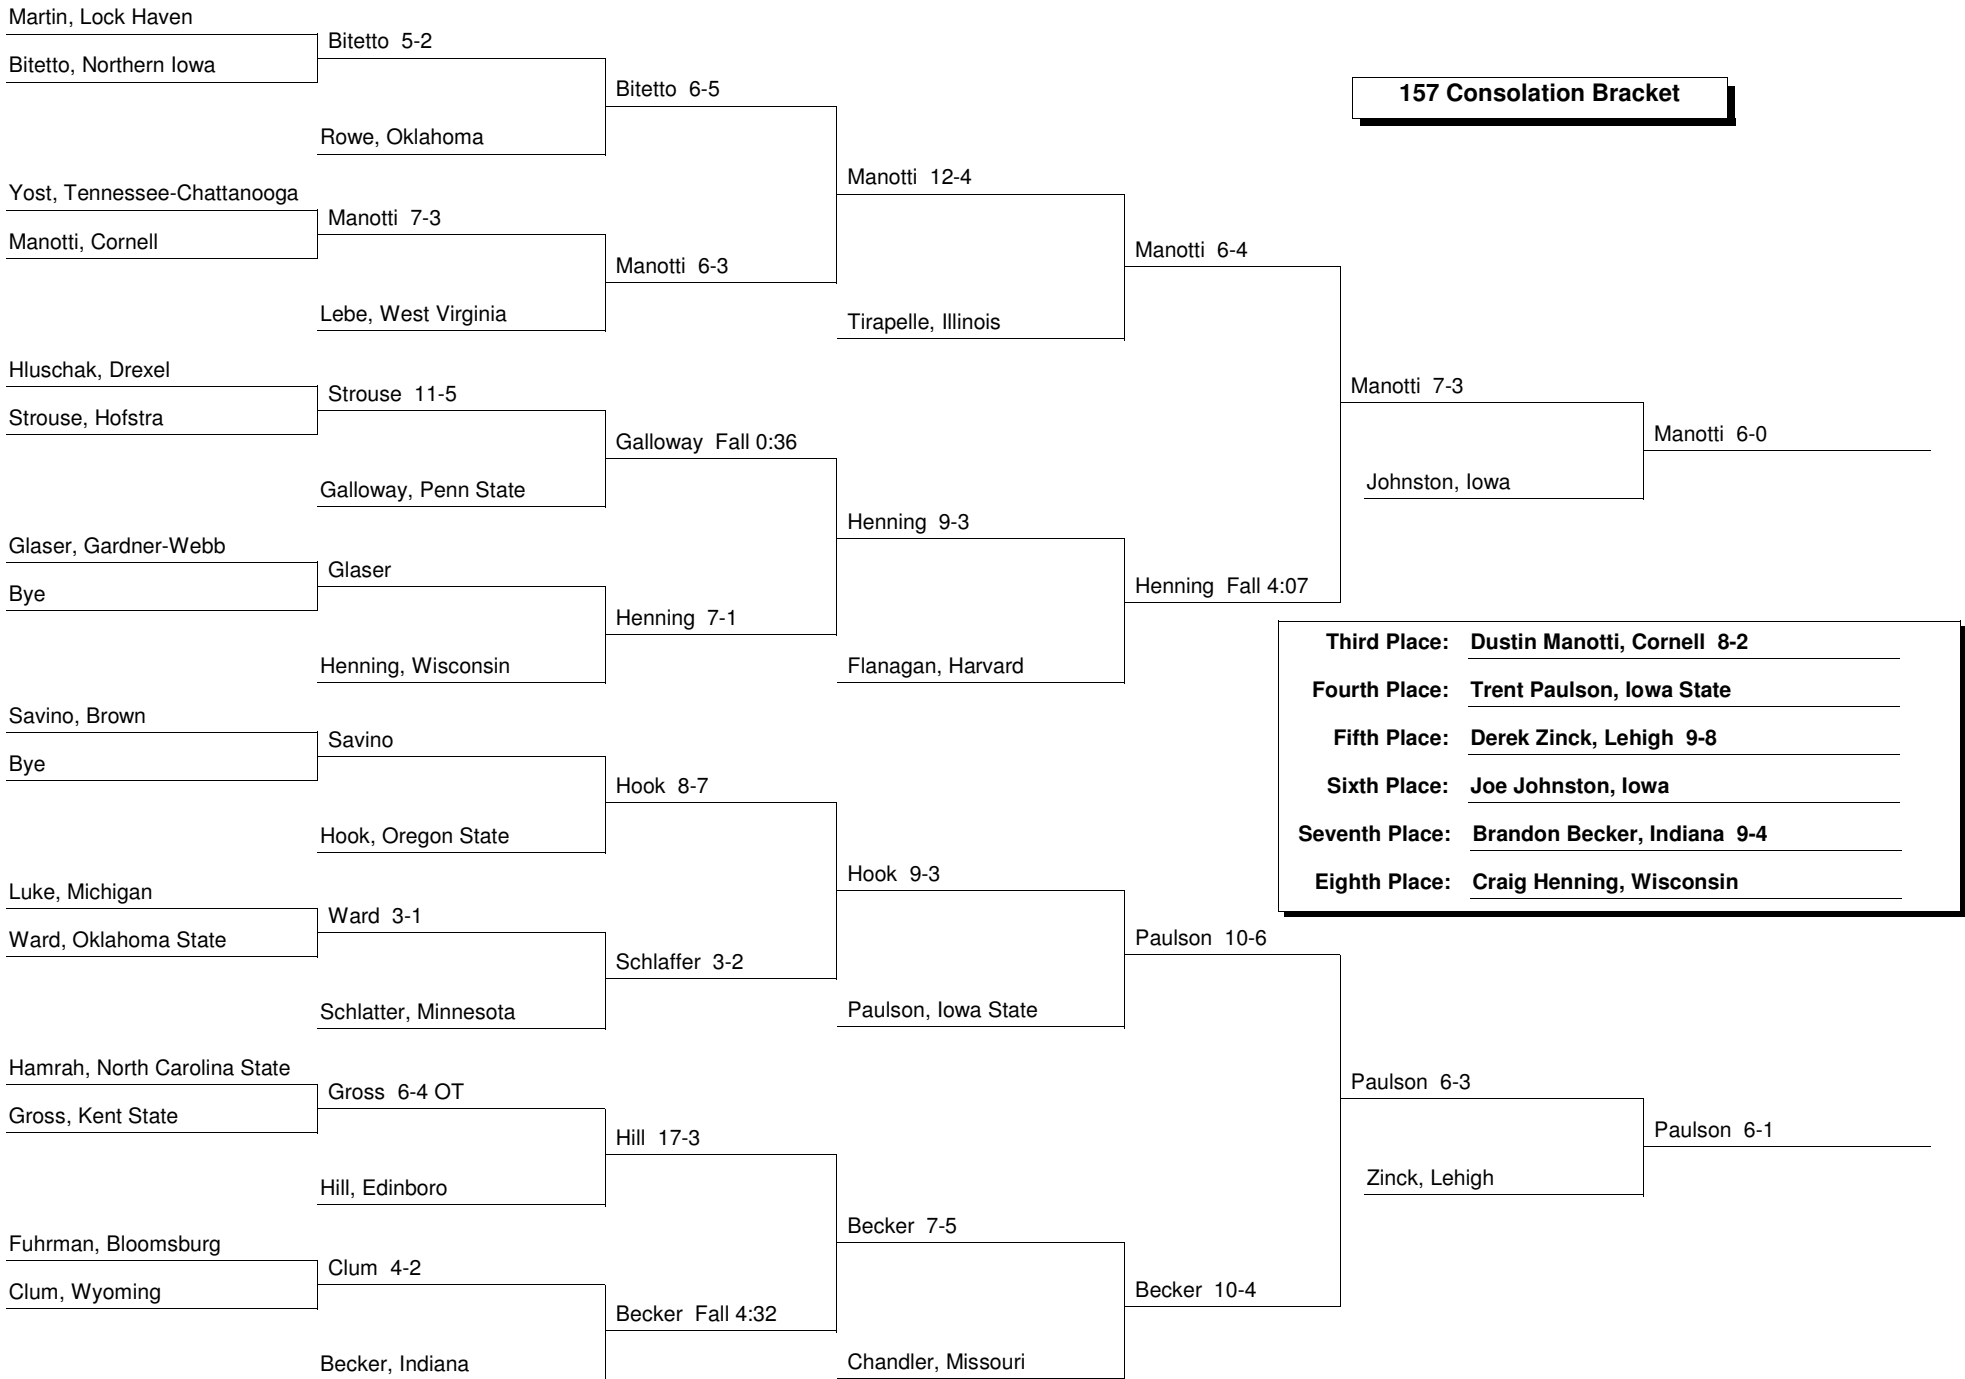 Martin, Lock Haven
Bitetto 5-2
Bitetto, Northern Iowa
Bitetto 6-5
157 Consolation Bracket
Rowe, Oklahoma
Manotti 12-4
Yost, Tennessee-Chattanooga
Manotti 7-3
Manotti, Cornell
Manotti 6-4
Manotti 6-3
Lebe, West Virginia
Tirapelle, Illinois
Hluschak, Drexel
Manotti 7-3
Strouse 11-5
Strouse, Hofstra
Manotti 6-0
Galloway Fall 0:36
Johnston, Iowa
Galloway, Penn State
Henning 9-3
Glaser, Gardner-Webb
Glaser
Henning Fall 4:07
Bye
Henning 7-1
Third Place: Dustin Manotti, Cornell 8-2
Henning, Wisconsin
Flanagan, Harvard
Fourth Place: Trent Paulson, Iowa State
Savino, Brown
Savino
Fifth Place: Derek Zinck, Lehigh 9-8
Bye
Hook 8-7
Sixth Place: Joe Johnston, Iowa
Hook, Oregon State
Seventh Place: Brandon Becker, Indiana 9-4
Hook 9-3
Eighth Place: Craig Henning, Wisconsin
Luke, Michigan
Ward 3-1
Ward, Oklahoma State
Paulson 10-6
Schlaffer 3-2
Schlatter, Minnesota
Paulson, Iowa State
Hamrah, North Carolina State
Paulson 6-3
Gross 6-4 OT
Gross, Kent State
Paulson 6-1
Hill 17-3
Zinck, Lehigh
Hill, Edinboro
Becker 7-5
Fuhrman, Bloomsburg
Clum 4-2
Clum, Wyoming
Becker 10-4
Becker Fall 4:32
Becker, Indiana
Chandler, Missouri